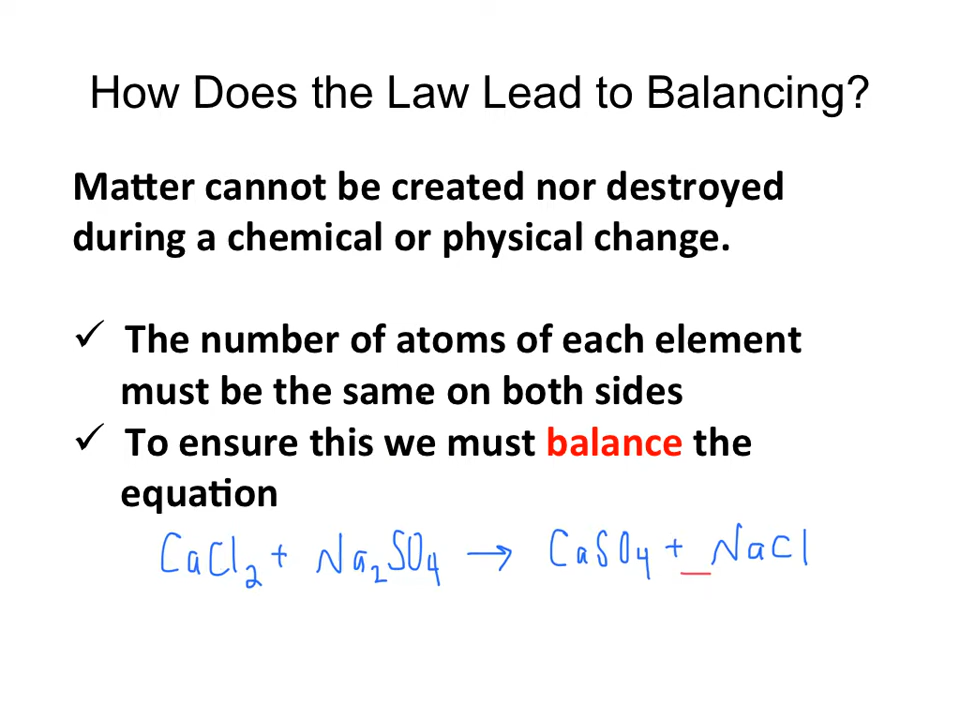 How Does the Law Lead to Balancing?
Matter cannot be created nor destroyed
during a chemical or physical change.
✓ The number of atoms of each element
must be the same on both sides
✓ To ensure this we must balance the
equation
CaCl₂ + Na₂SO₄ → CaSO₄ + _NaCl